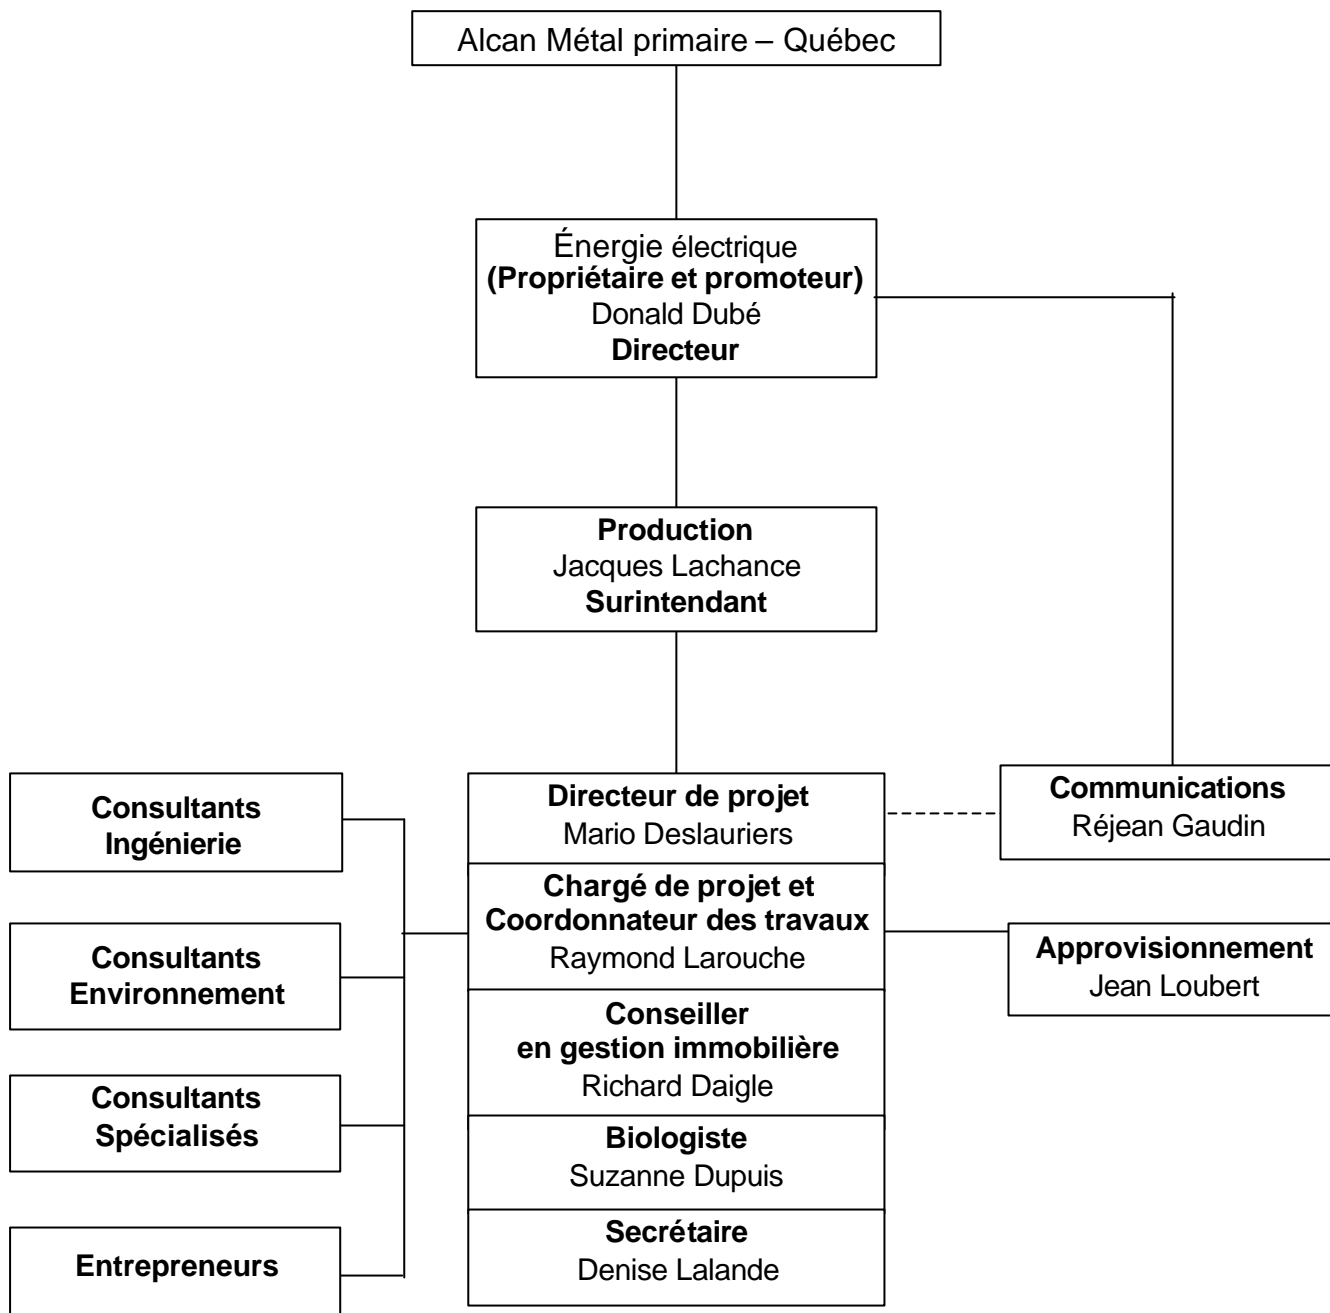 Alcan Métal primaire – Québec
Énergie électrique
(Propriétaire et promoteur)
Donald Dubé
Directeur
Production
Jacques Lachance
Surintendant
Directeur de projet
Mario Deslauriers
Chargé de projet et
Coordonnateur des travaux
Raymond Larouche
Conseiller
en gestion immobilière
Richard Daigle
Biologiste
Suzanne Dupuis
Secrétaire
Denise Lalande
Consultants
Ingénierie
Consultants
Environnement
Consultants
Spécialisés
Entrepreneurs
Communications
Réjean Gaudin
Approvisionnement
Jean Loubert